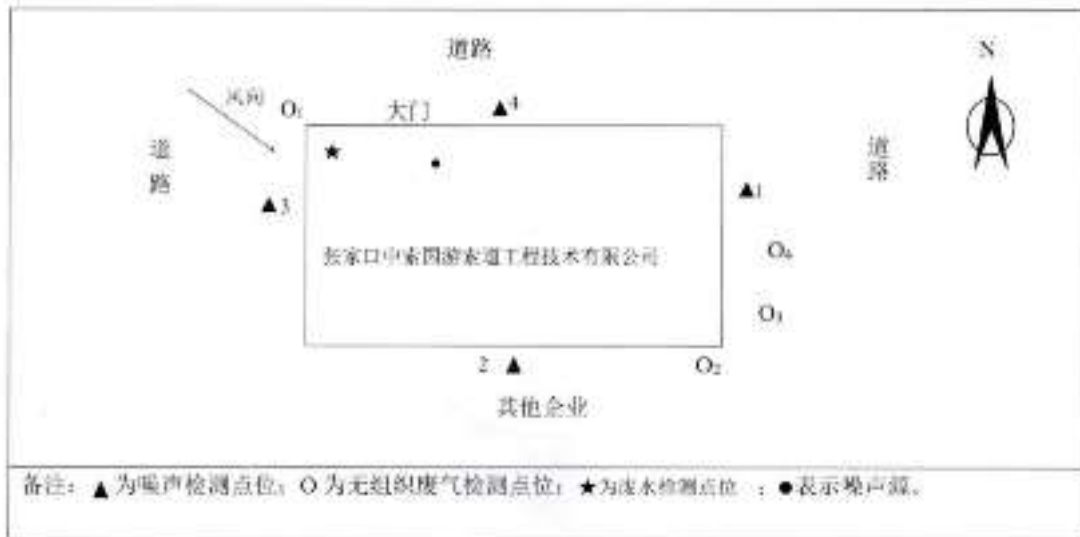 道路
N
风向
O₁
大门
▲4
道路
★
●
道路
▲3
▲1
张家口中索国游索道工程技术有限公司
O₄
O₃
2▲
O₂
其他企业
备注：▲为噪声检测点位；O为无组织废气检测点位；★为废水检测点位；●表示噪声源。